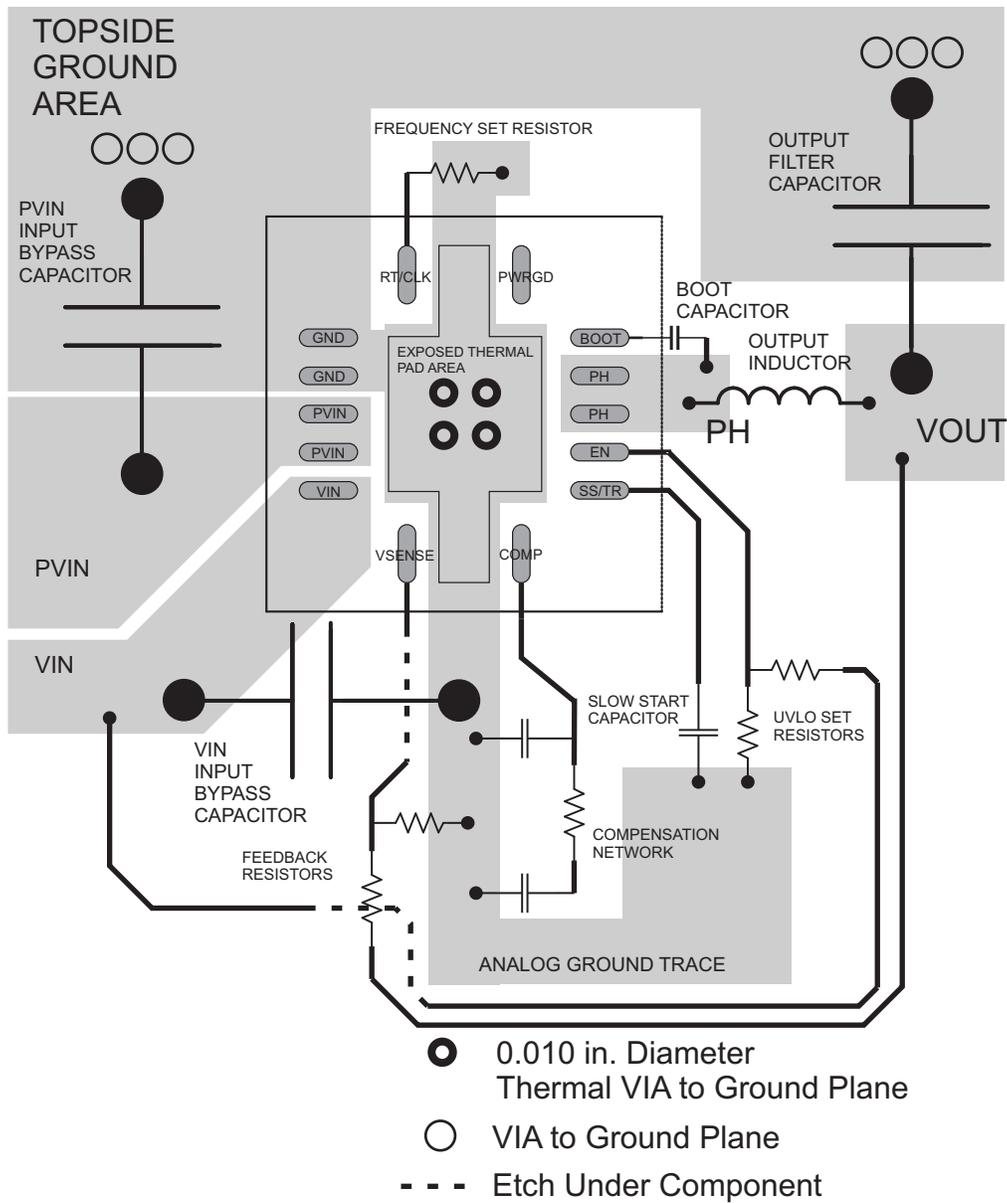 TOPSIDE
GROUND
AREA
FREQUENCY SET RESISTOR
OUTPUT
FILTER
CAPACITOR
PVIN
INPUT
BYPASS
CAPACITOR
RT/CLK
PWRGD
BOOT
CAPACITOR
GND
EXPOSED THERMAL
PAD AREA
BOOT
OUTPUT
INDUCTOR
GND
PH
PVIN
PH
PH
VOUT
PVIN
EN
VIN
SS/TR
VSENSE
COMP
PVIN
VIN
SLOW START
CAPACITOR
UVLO SET
RESISTORS
VIN
INPUT
BYPASS
CAPACITOR
COMPENSATION
NETWORK
FEEDBACK
RESISTORS
ANALOG GROUND TRACE
0.010 in. Diameter
Thermal VIA to Ground Plane
VIA to Ground Plane
Etch Under Component